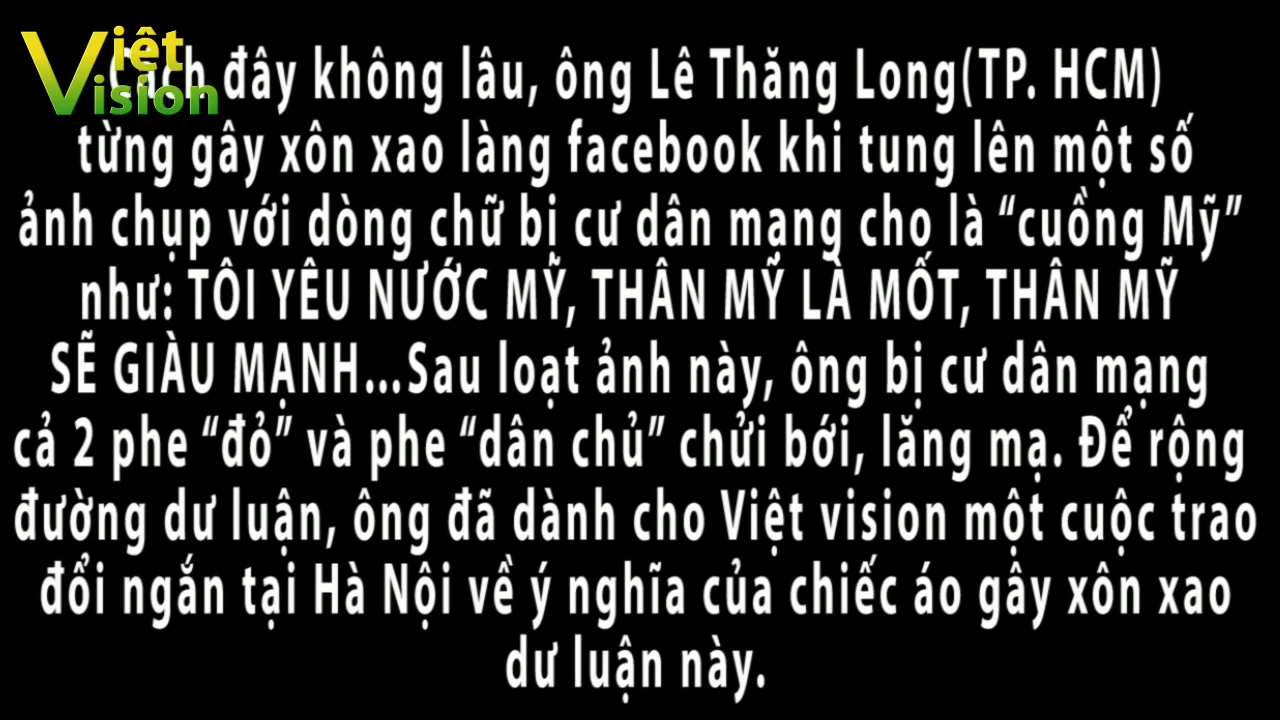 Việt
Vision
Cách đây không lâu, ông Lê Thăng Long(TP. HCM)
từng gây xôn xao làng facebook khi tung lên một số
ảnh chụp với dòng chữ bị cư dân mạng cho là “cuồng Mỹ”
như: TÔI YÊU NƯỚC MỸ, THÂN MỸ LÀ MỐT, THÂN MỸ
SẼ GIÀU MẠNH...Sau loạt ảnh này, ông bị cư dân mạng
cả 2 phe “đỏ” và phe “dân chủ” chửi bới, lăng mạ. Để rộng
đường dư luận, ông đã dành cho Việt vision một cuộc trao
đổi ngắn tại Hà Nội về ý nghĩa của chiếc áo gây xôn xao
dư luận này.